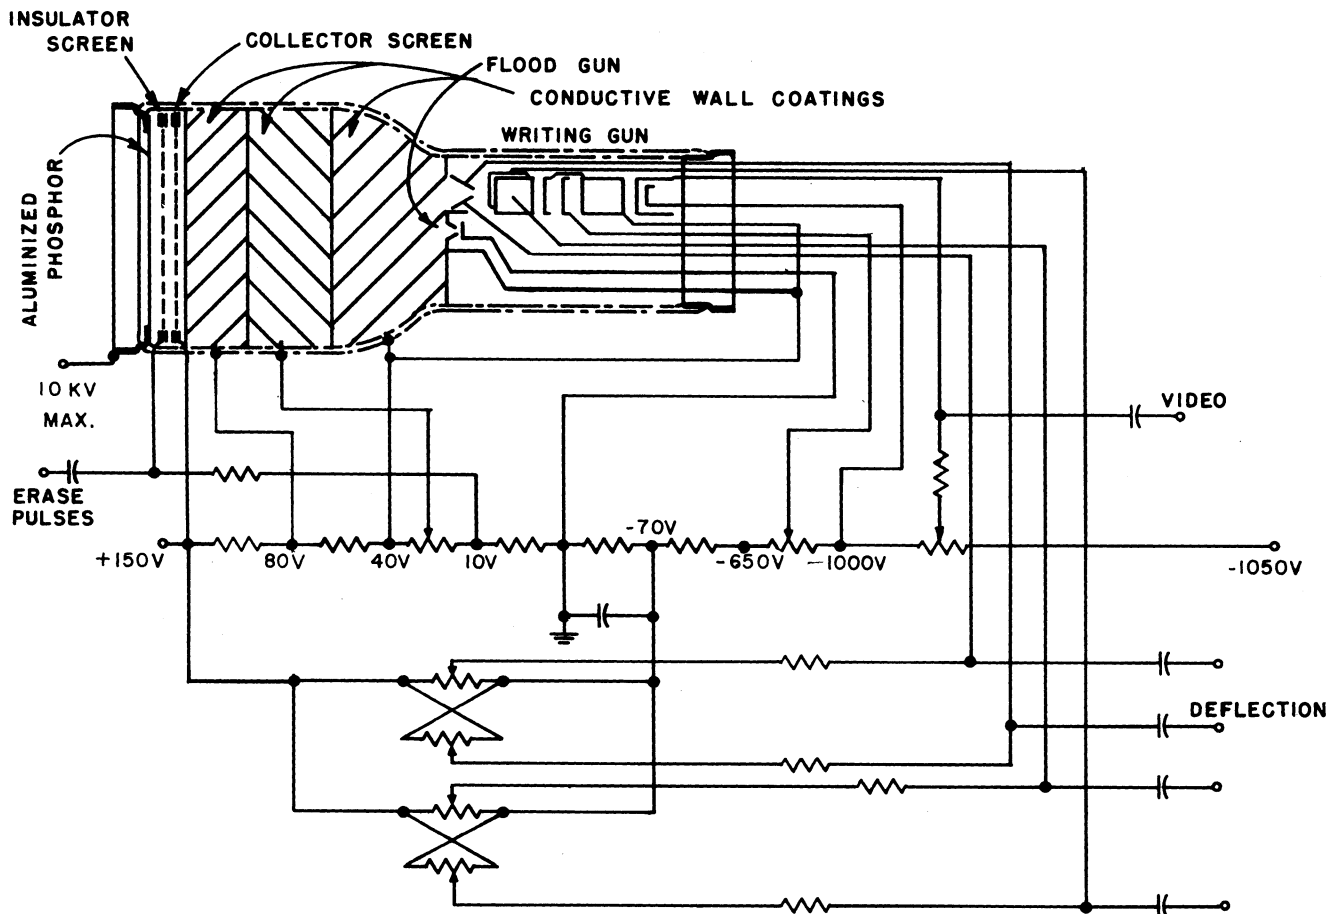 INSULATOR
SCREEN
COLLECTOR SCREEN
FLOOD GUN
CONDUCTIVE WALL COATINGS
WRITING GUN
ALUMINIZED
PHOSPHOR
10 KV
MAX.
VIDEO
ERASE
PULSES
+150V
80V
40V
10V
-70V
-650V
-1000V
-1050V
DEFLECTION